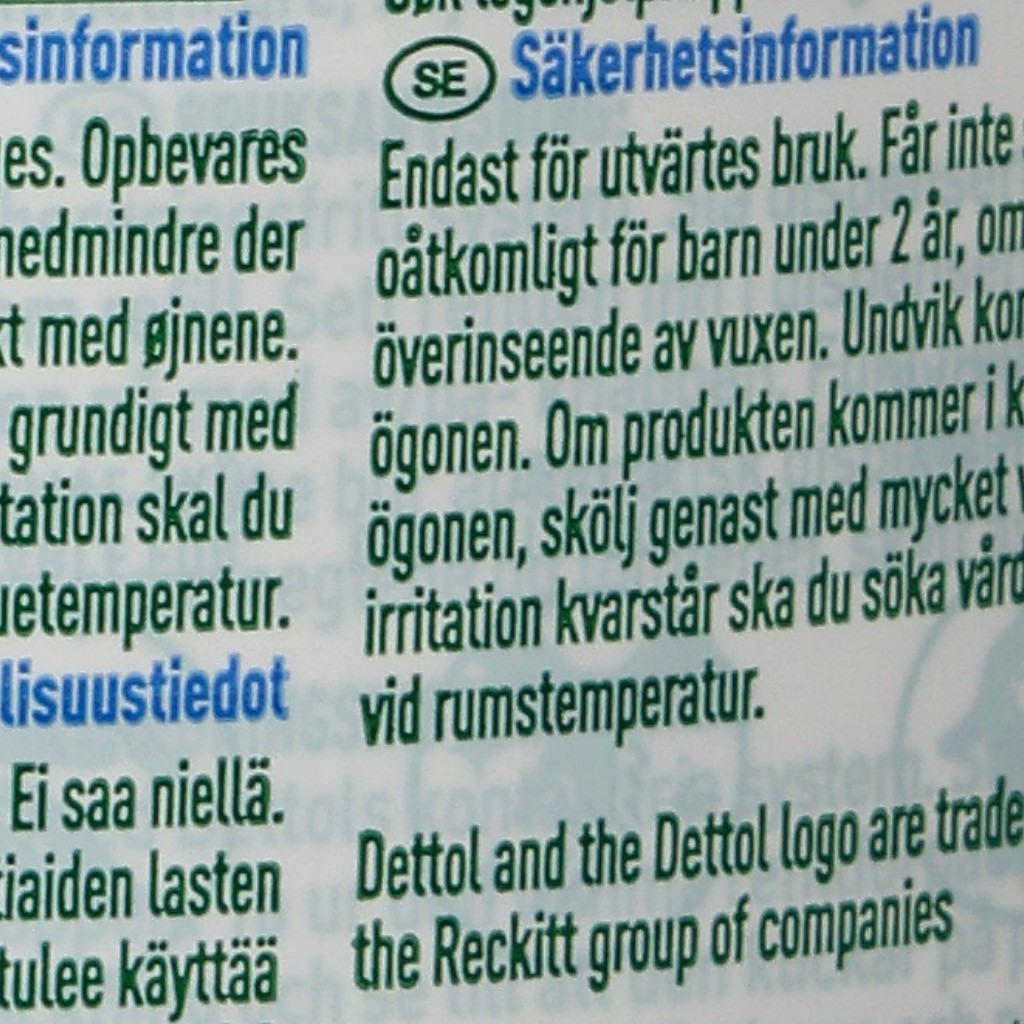 sinformation
es. Opbevares
medmindre der
kt med øjnene.
grundigt med
tation skal du
uetemperatur.
lisuustiedot
Ei saa niellä.
iaiden lasten
tulee käyttää
SE Säkerhetsinformation
Endast för utvärtes bruk. Får inte
oåtkomligt för barn under 2 år, om
överinseende av vuxen. Undvik kon
ögonen. Om produkten kommer i k
ögonen, skölj genast med mycket v
irritation kvarstår ska du söka vård
vid rumstemperatur.
Dettol and the Dettol logo are trade
the Reckitt group of companies